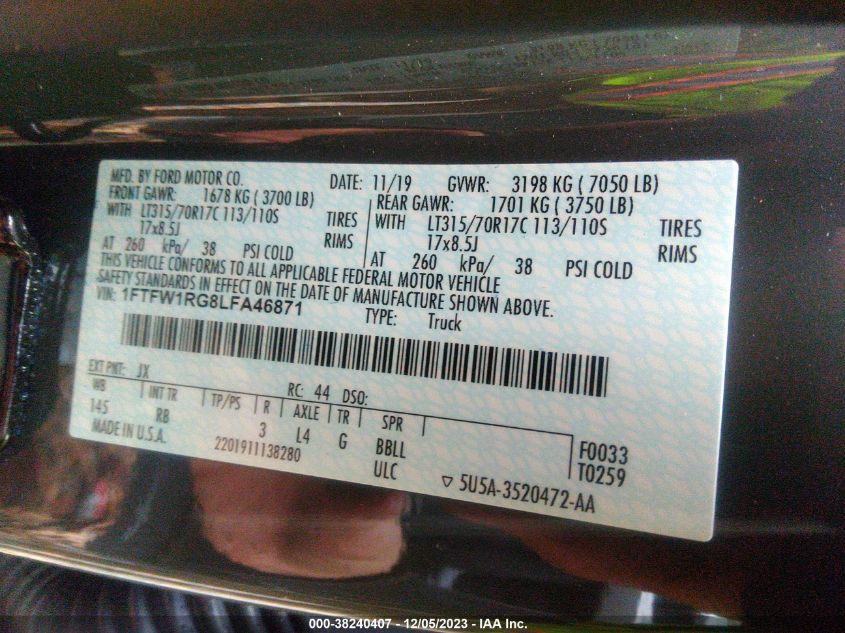 MFD. BY FORD MOTOR CO.
DATE: 11/19 GVWR: 3198 KG ( 7050 LB)
FRONT GAWR: 1678 KG ( 3700 LB)
WITH LT315/70R17C 113/110S TIRES
17x8.5J RIMS
AT 260 kPa/ 38 PSI COLD
REAR GAWR: 1701 KG ( 3750 LB)
WITH LT315/70R17C 113/110S TIRES
17x8.5J RIMS
AT 260 kPa/ 38 PSI COLD
THIS VEHICLE CONFORMS TO ALL APPLICABLE FEDERAL MOTOR VEHICLE
SAFETY STANDARDS IN EFFECT ON THE DATE OF MANUFACTURE SHOWN ABOVE.
VIN: 1FTFW1RG8LFA46871
TYPE: Truck
EXT PNT: JX RC: 44 DSO:
WB INT TR TP/PS R AXLE TR SPR
145 RB 3 L4 G BBLL F0033
MADE IN U.S.A. 2201911138280 ULC T0259
▽ 5U5A-3520472-AA
000-38240407 - 12/05/2023 - IAA Inc.